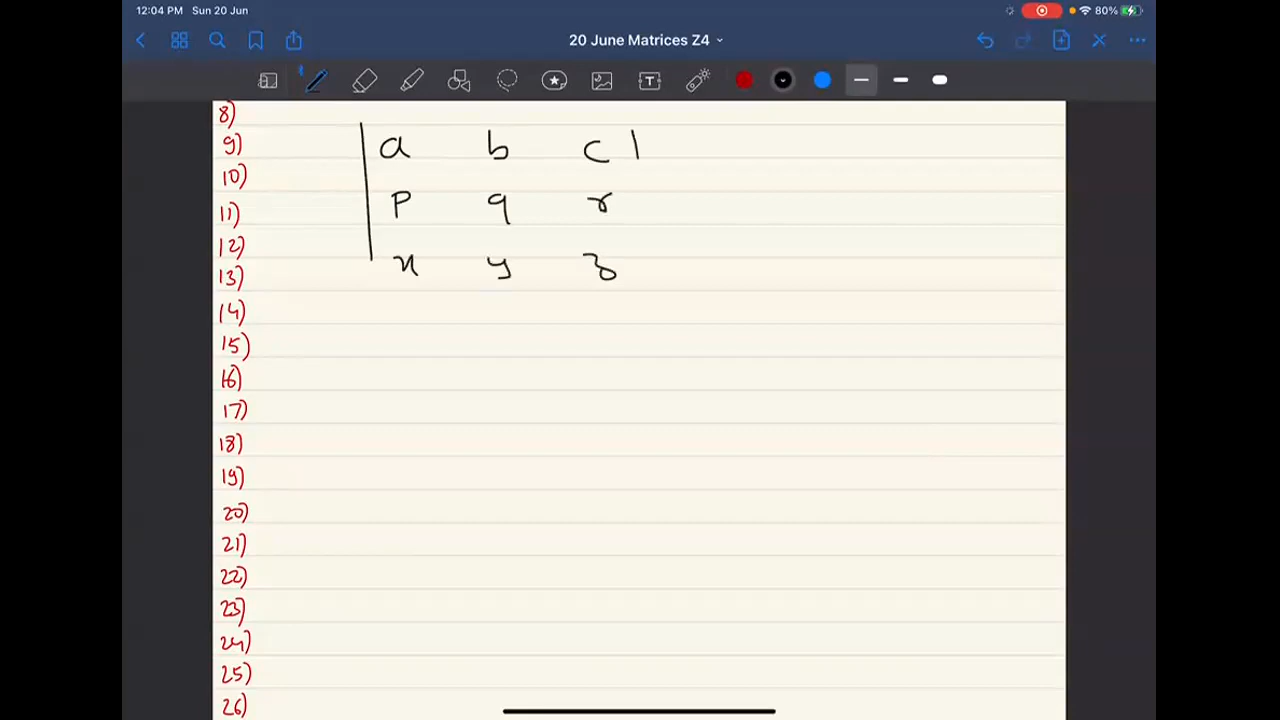 12:04 PM Sun 20 Jun 80%
20 June Matrices Z4
T
8)
9) | a b c |
10)
11) p q r
12)
13) x y z
14)
15)
16)
17)
18)
19)
20)
21)
22)
23)
24)
25)
26)